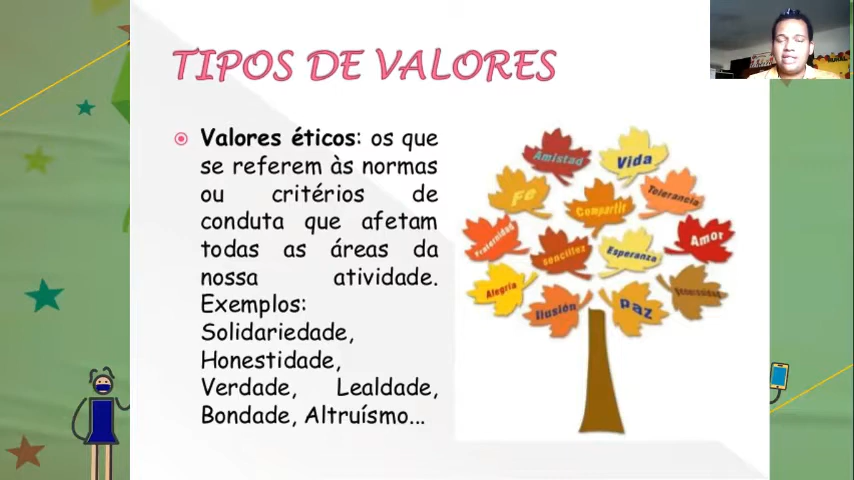 TIPOS DE VALORES
Valores éticos: os que
se referem às normas
ou critérios de
conduta que afetam
todas as áreas da
nossa atividade.
Exemplos:
Solidariedade,
Honestidade,
Verdade, Lealdade,
Bondade, Altruísmo...
Amistad
Vida
Fe
Compartir
Tolerancia
Fraternidad
Sencillez
Esperanza
Amor
Alegría
Ilusión
Paz